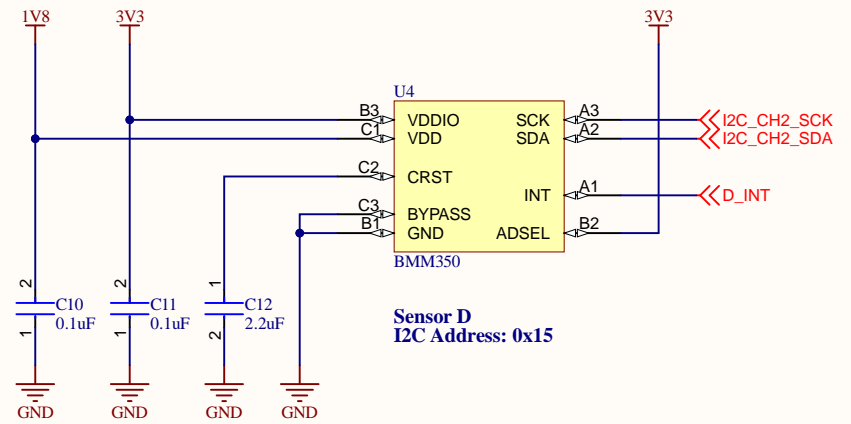 1V8
3V3
3V3
U4
B3
VDDIO
SCK
A3
I2C_CH2_SCK
C1
VDD
SDA
A2
I2C_CH2_SDA
C2
CRST
INT
A1
D_INT
C3
BYPASS
B1
GND
ADSEL
B2
BMM350
2
C10
0.1uF
1
2
C11
0.1uF
1
1
C12
2.2uF
2
Sensor D
I2C Address: 0x15
GND
GND
GND
GND